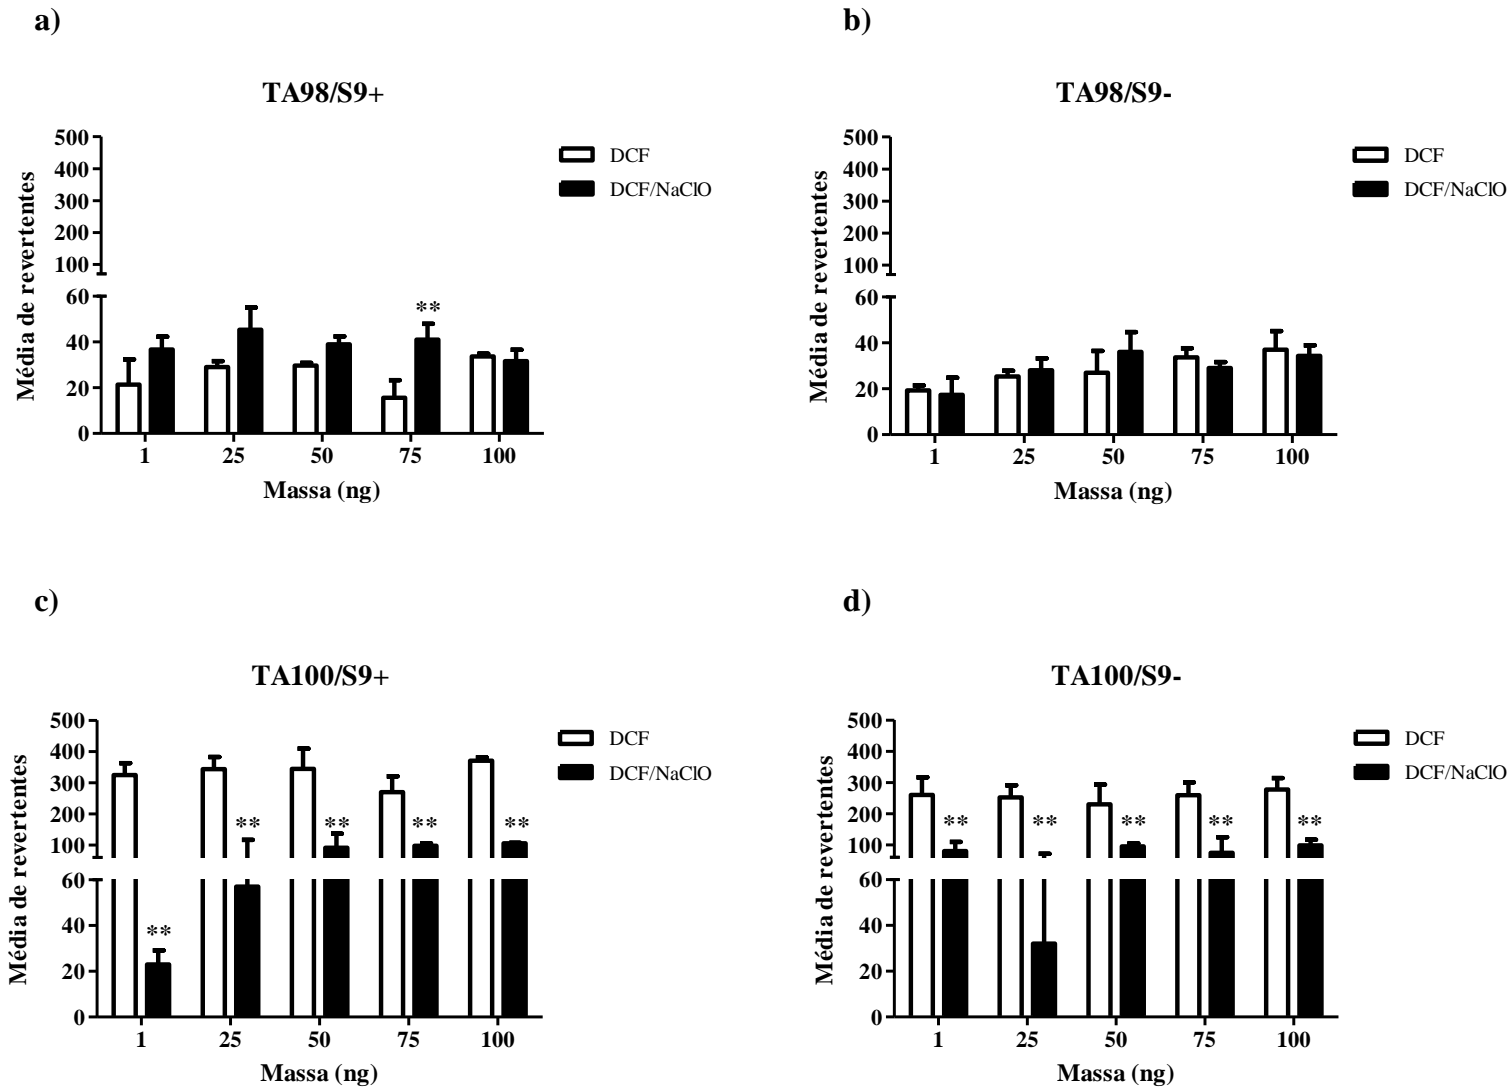 a)
TA98/S9+
500
400
300
200
100
60
40
20
0
Média de revertentes
1 25 50 75 100
Massa (ng)
**
DCF
DCF/NaClO
b)
TA98/S9-
500
400
300
200
100
60
40
20
0
Média de revertentes
1 25 50 75 100
Massa (ng)
DCF
DCF/NaClO
c)
TA100/S9+
500
400
300
200
100
60
40
20
0
Média de revertentes
** ** ** **
**
1 25 50 75 100
Massa (ng)
DCF
DCF/NaClO
d)
TA100/S9-
500
400
300
200
100
60
40
20
0
Média de revertentes
** ** ** ** **
1 25 50 75 100
Massa (ng)
DCF
DCF/NaClO